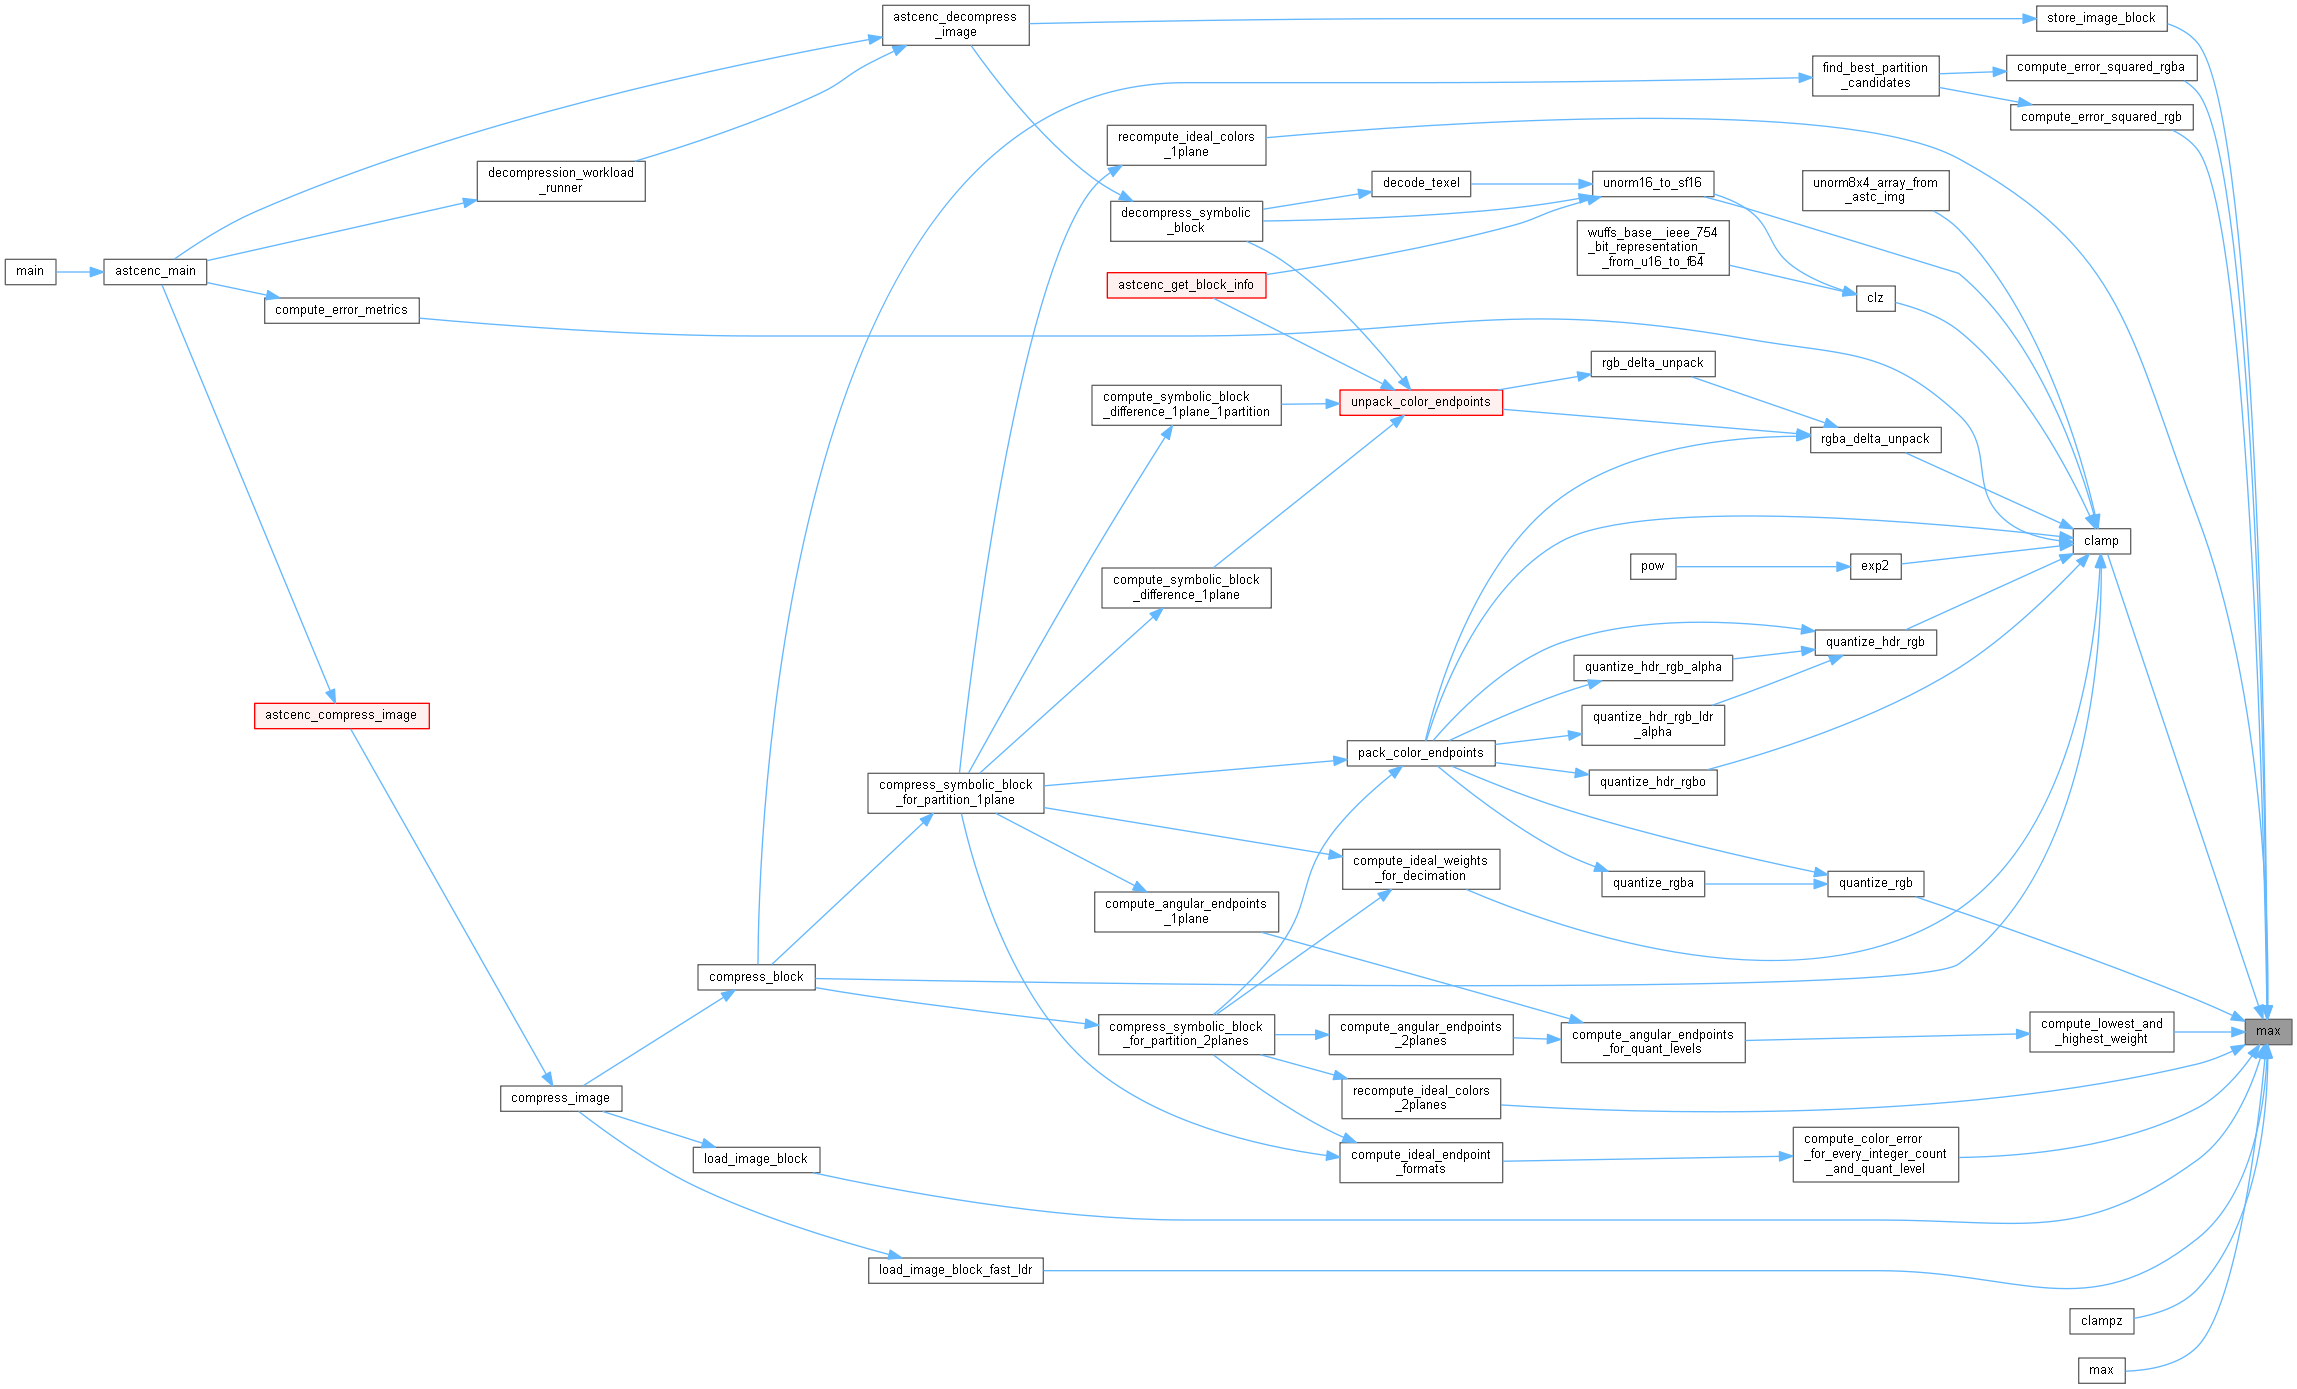 astcenc_decompress
_image
store_image_block
find_best_partition
_candidates
compute_error_squared_rgba
compute_error_squared_rgb
recompute_ideal_colors
_1plane
decompression_workload
_runner
decode_texel
unorm16_to_sf16
unorm8x4_array_from
_astc_img
decompress_symbolic
_block
wuffs_base__ieee_754
_bit_representation_
_from_u16_to_f64
main
astcenc_main
astcenc_get_block_info
clz
compute_error_metrics
rgb_delta_unpack
compute_symbolic_block
_difference_1plane_1partition
unpack_color_endpoints
rgba_delta_unpack
clamp
pow
exp2
compute_symbolic_block
_difference_1plane
quantize_hdr_rgb
quantize_hdr_rgb_alpha
astcenc_compress_image
quantize_hdr_rgb_ldr
_alpha
pack_color_endpoints
quantize_hdr_rgbo
compress_symbolic_block
_for_partition_1plane
compute_ideal_weights
_for_decimation
quantize_rgba
quantize_rgb
compute_angular_endpoints
_1plane
compress_block
compress_symbolic_block
_for_partition_2planes
compute_angular_endpoints
_2planes
compute_angular_endpoints
_for_quant_levels
compute_lowest_and
_highest_weight
max
compress_image
recompute_ideal_colors
_2planes
load_image_block
compute_ideal_endpoint
_formats
compute_color_error
_for_every_integer_count
_and_quant_level
load_image_block_fast_ldr
clampz
max